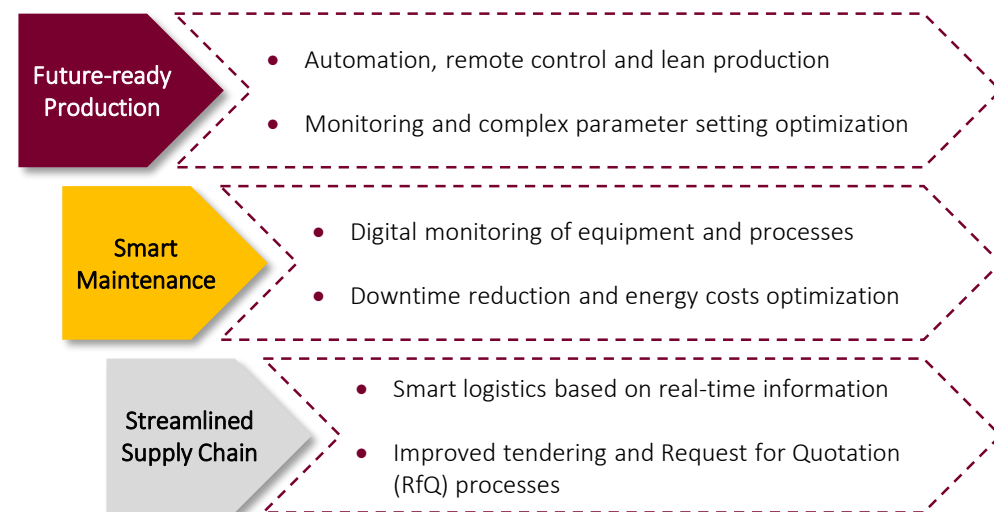 Future-ready
Production
• Automation, remote control and lean production
• Monitoring and complex parameter setting optimization
Smart
Maintenance
• Digital monitoring of equipment and processes
• Downtime reduction and energy costs optimization
Streamlined
Supply Chain
• Smart logistics based on real-time information
• Improved tendering and Request for Quotation
(RfQ) processes